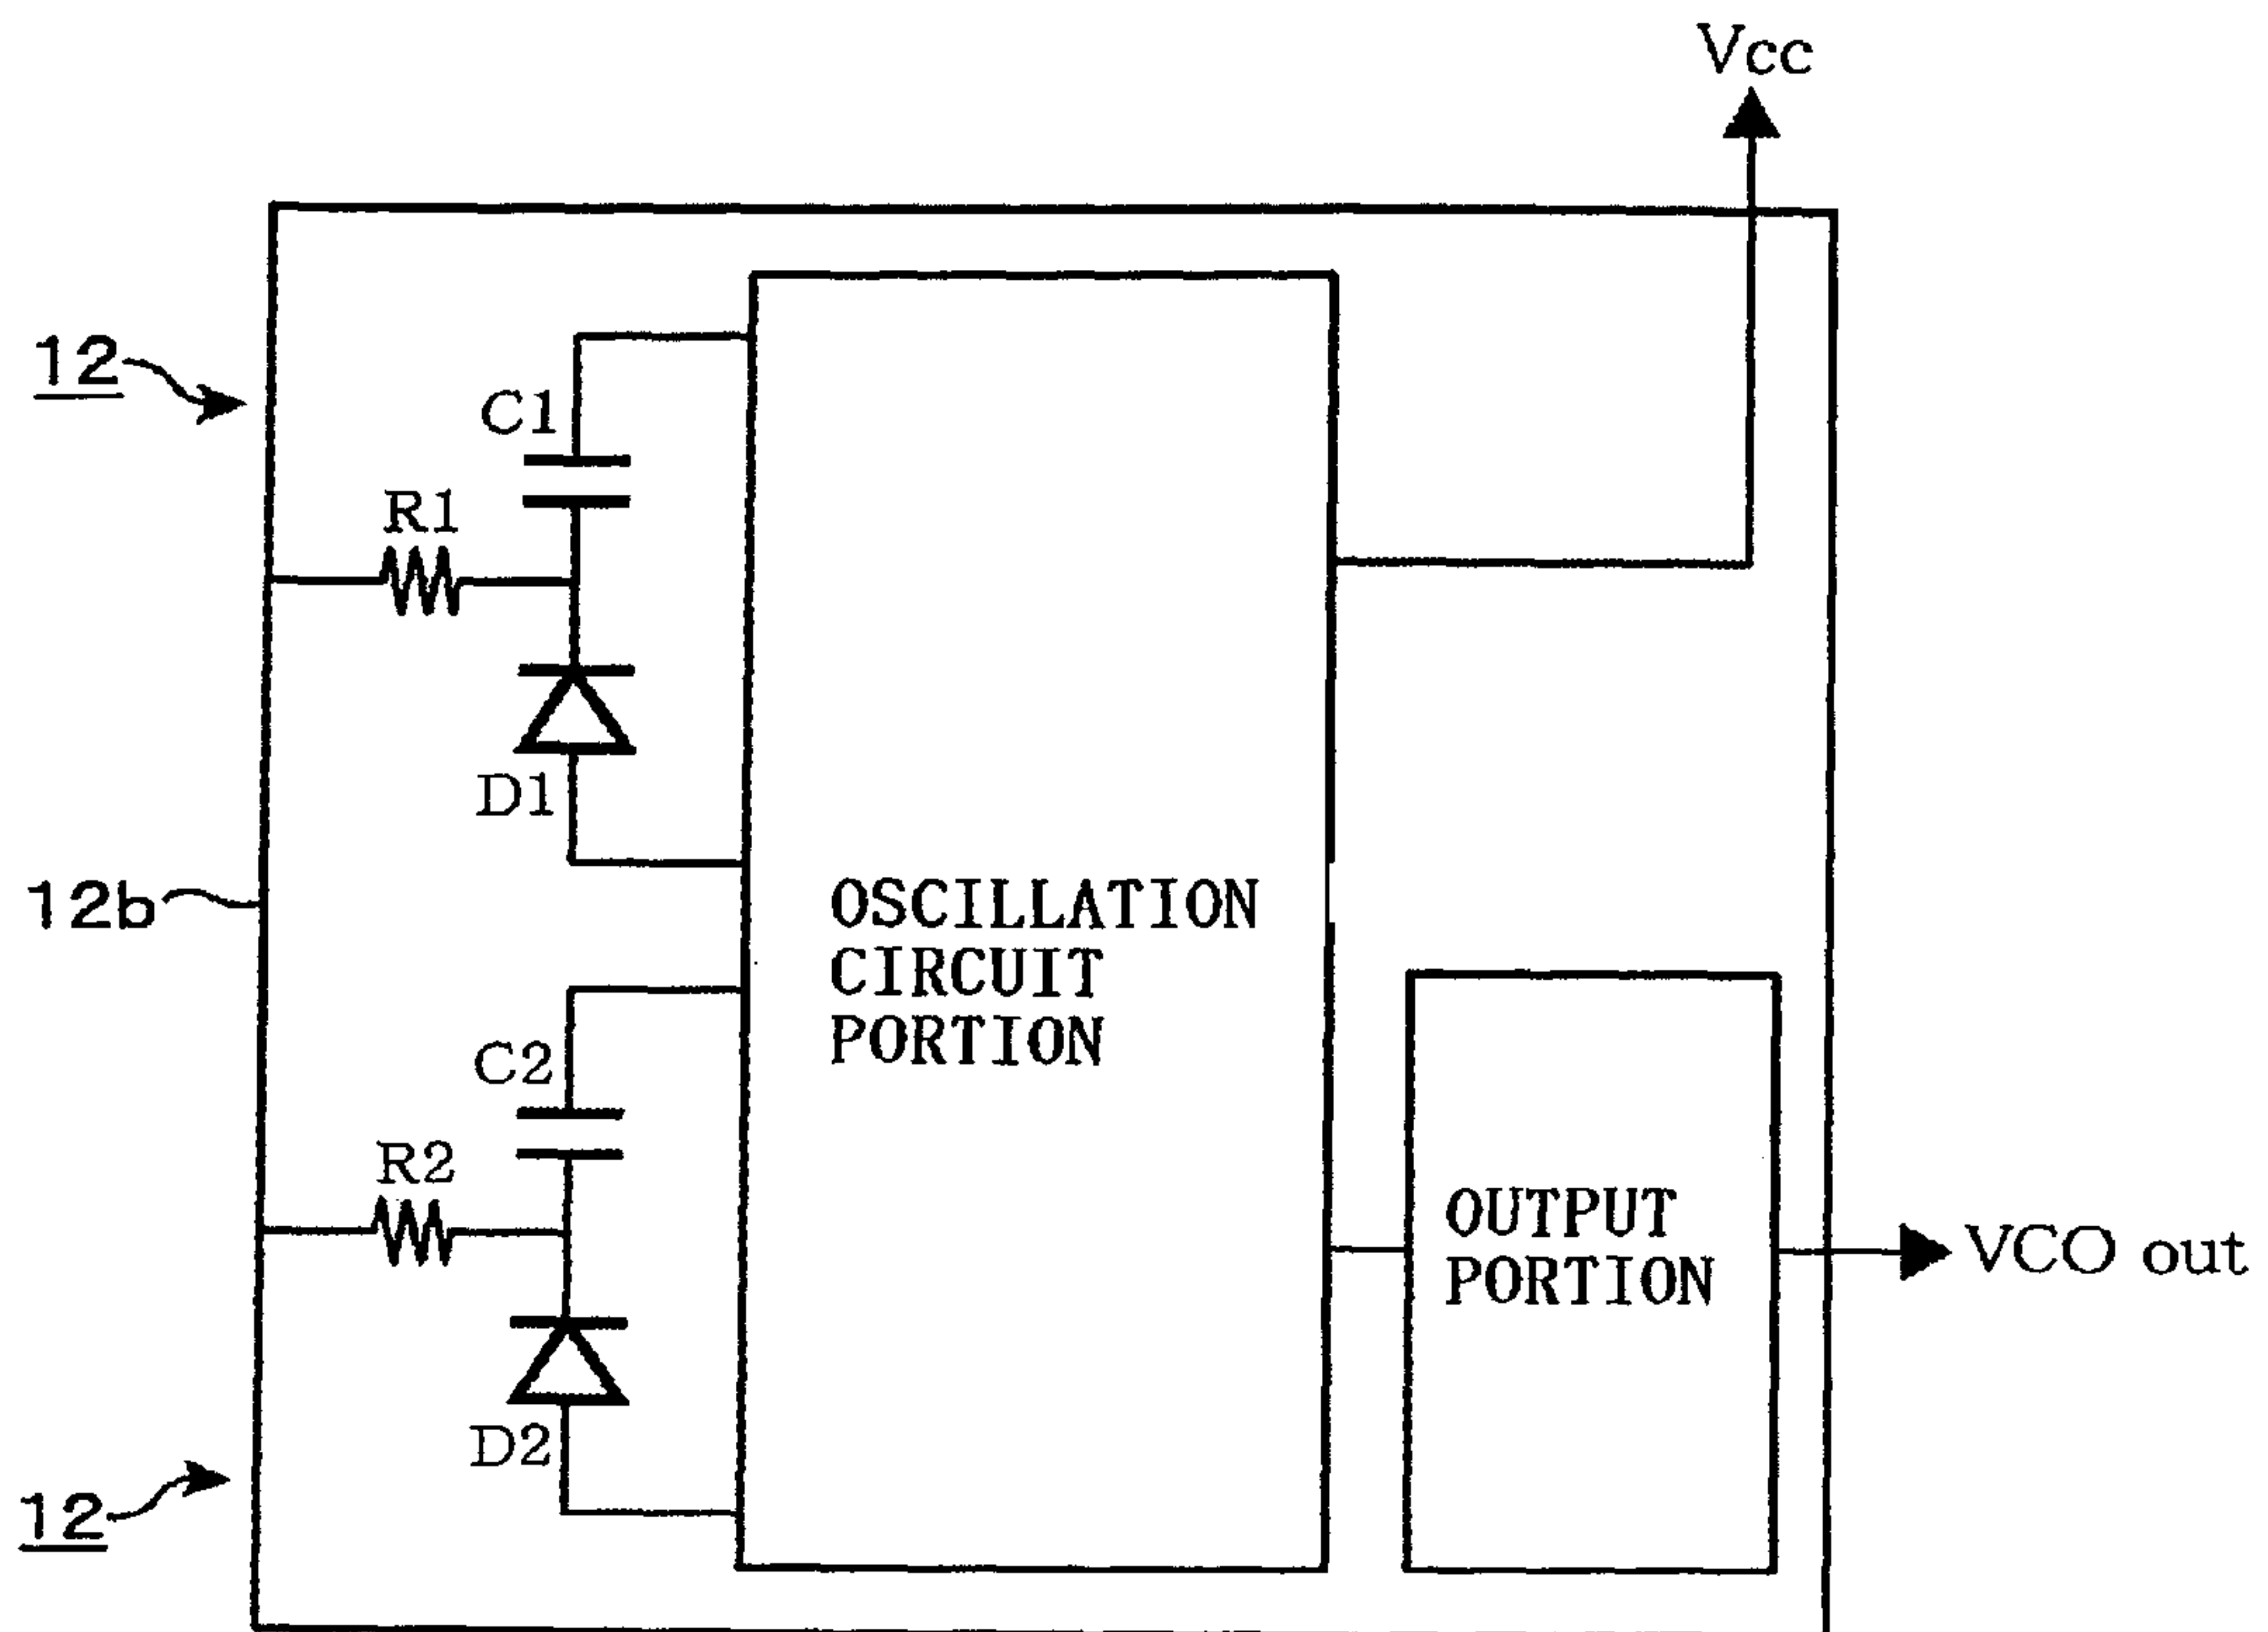 Vcc
12
C1
R1
D1
12b
OSCILLATION
CIRCUIT
PORTION
C2
R2
OUTPUT
PORTION
VCO out
D2
12